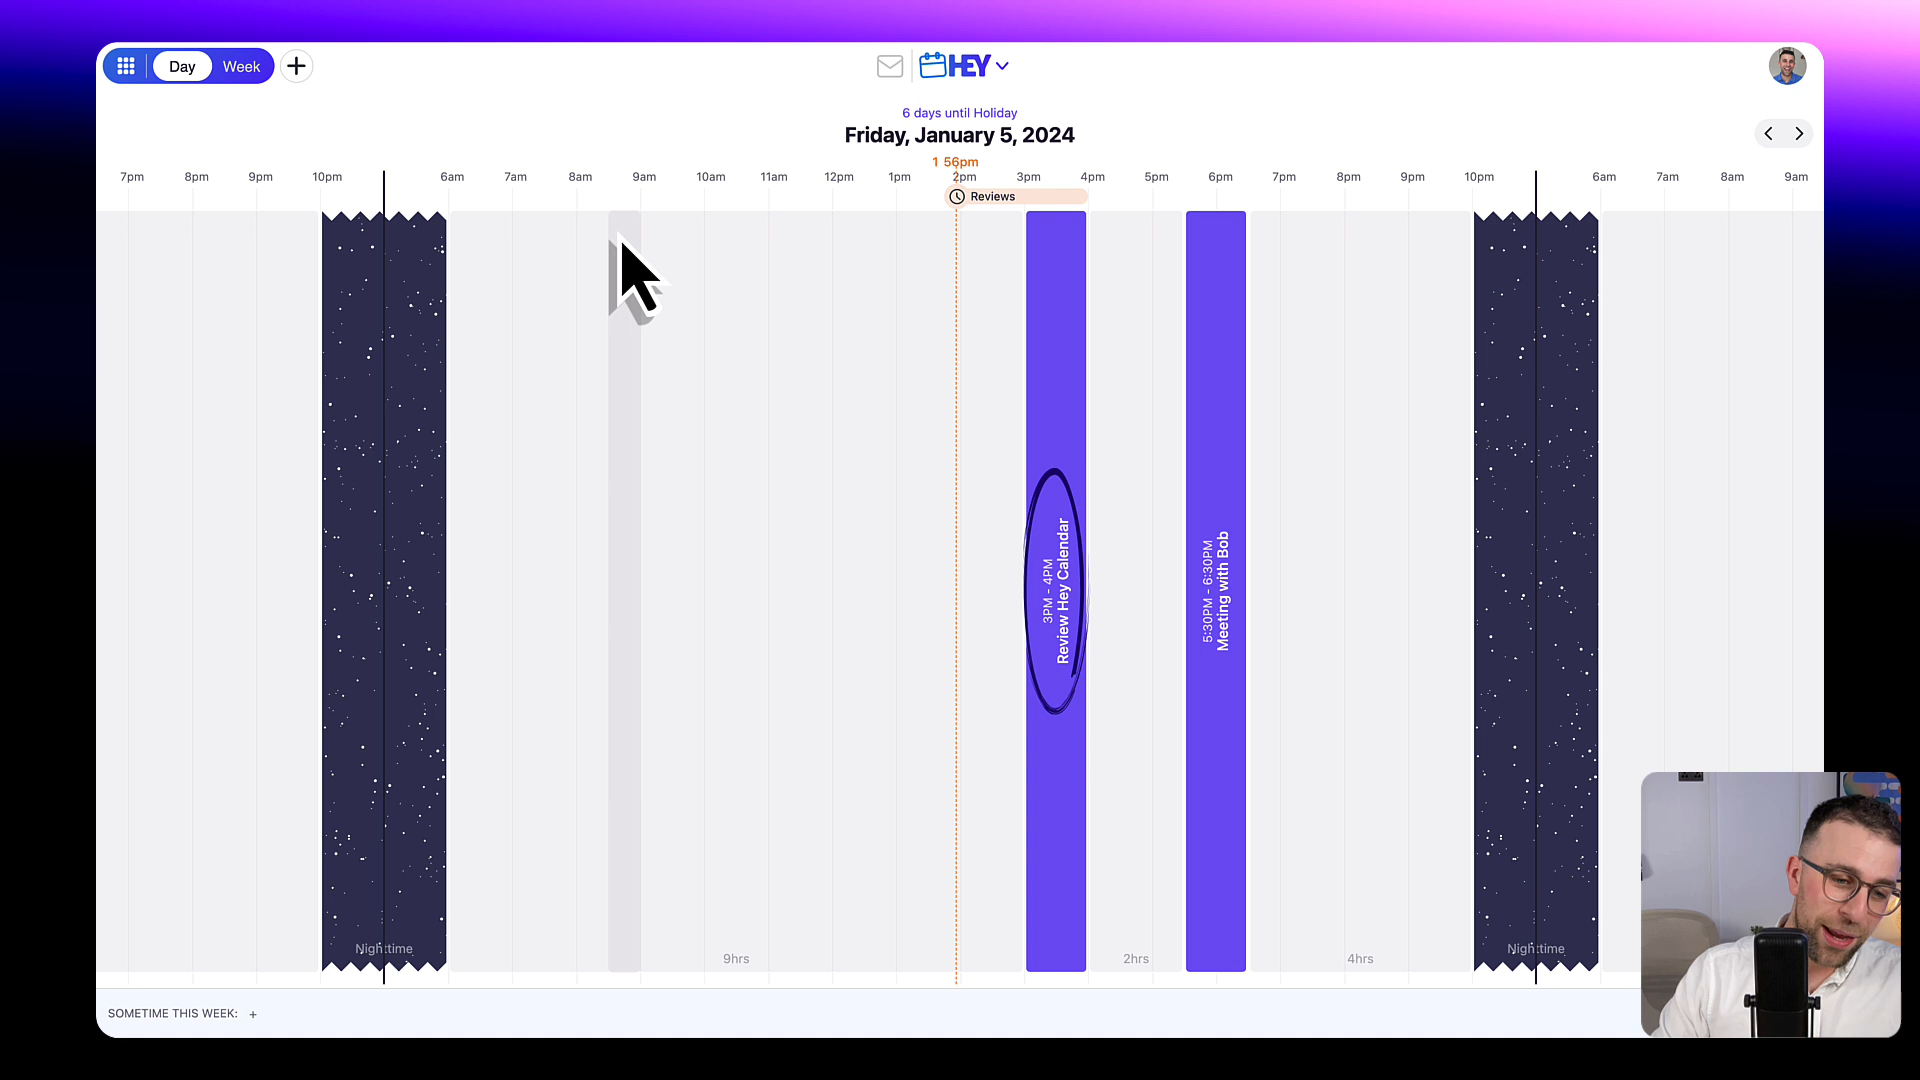 Day Week +
HEY
6 days until Holiday
Friday, January 5, 2024
1 56pm
7pm 8pm 9pm 10pm 6am 7am 8am 9am 10am 11am 12pm 1pm 2pm 3pm 4pm 5pm 6pm 7pm 8pm 9pm 10pm 6am 7am 8am 9am
Reviews
3PM - 4PM
Review Hey Calendar
5:30PM - 6:30PM
Meeting with Bob
Nighttime
Nighttime
9hrs 2hrs 4hrs
SOMETIME THIS WEEK: +